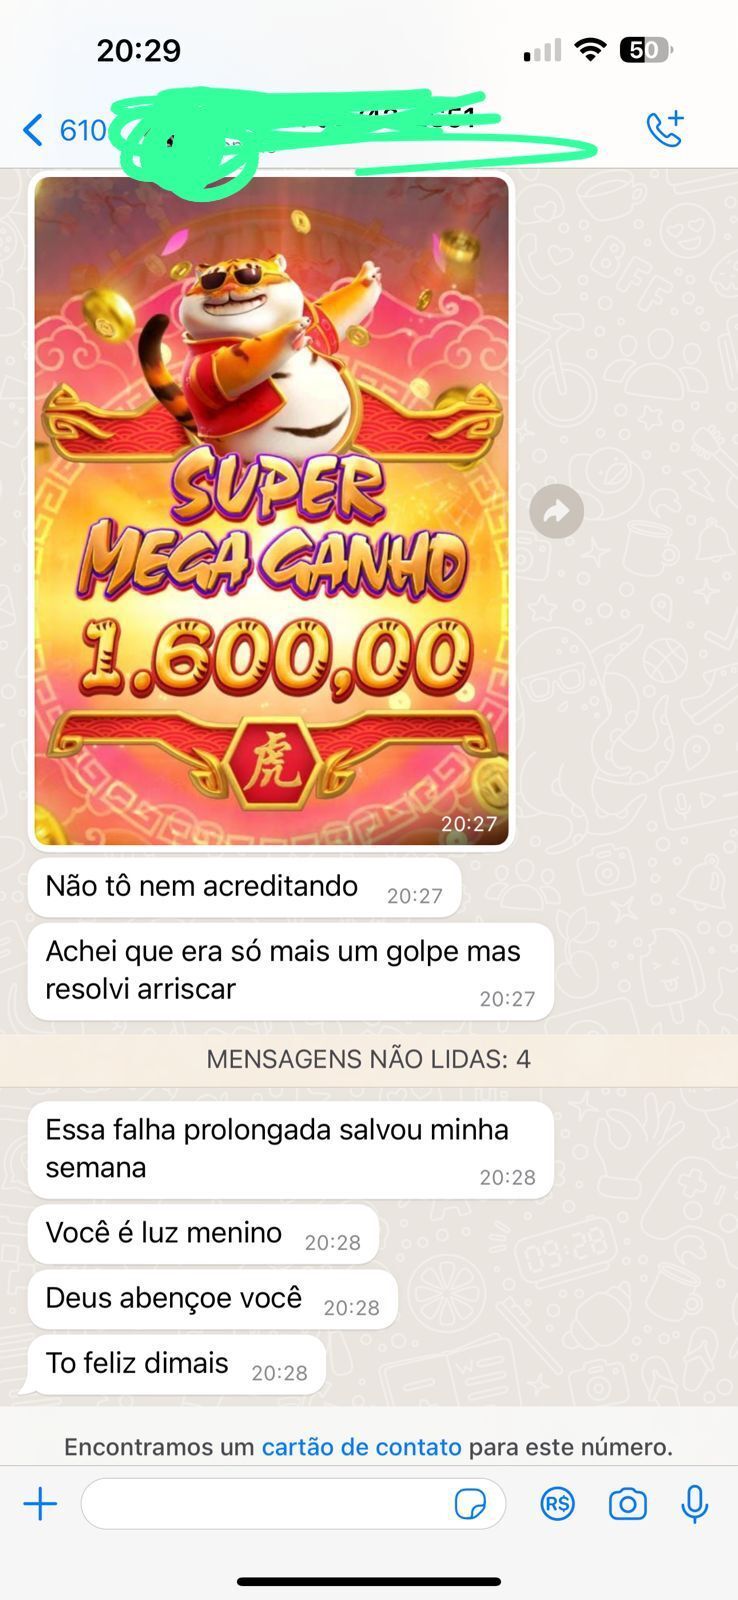 20:29
50
610
SUPER
MEGA GANHO
1.600,00
虎
20:27
Não tô nem acreditando 20:27
Achei que era só mais um golpe mas
resolvi arriscar 20:27
MENSAGENS NÃO LIDAS: 4
Essa falha prolongada salvou minha
semana 20:28
Você é luz menino 20:28
Deus abençoe você 20:28
To feliz dimais 20:28
Encontramos um cartão de contato para este número.
R$